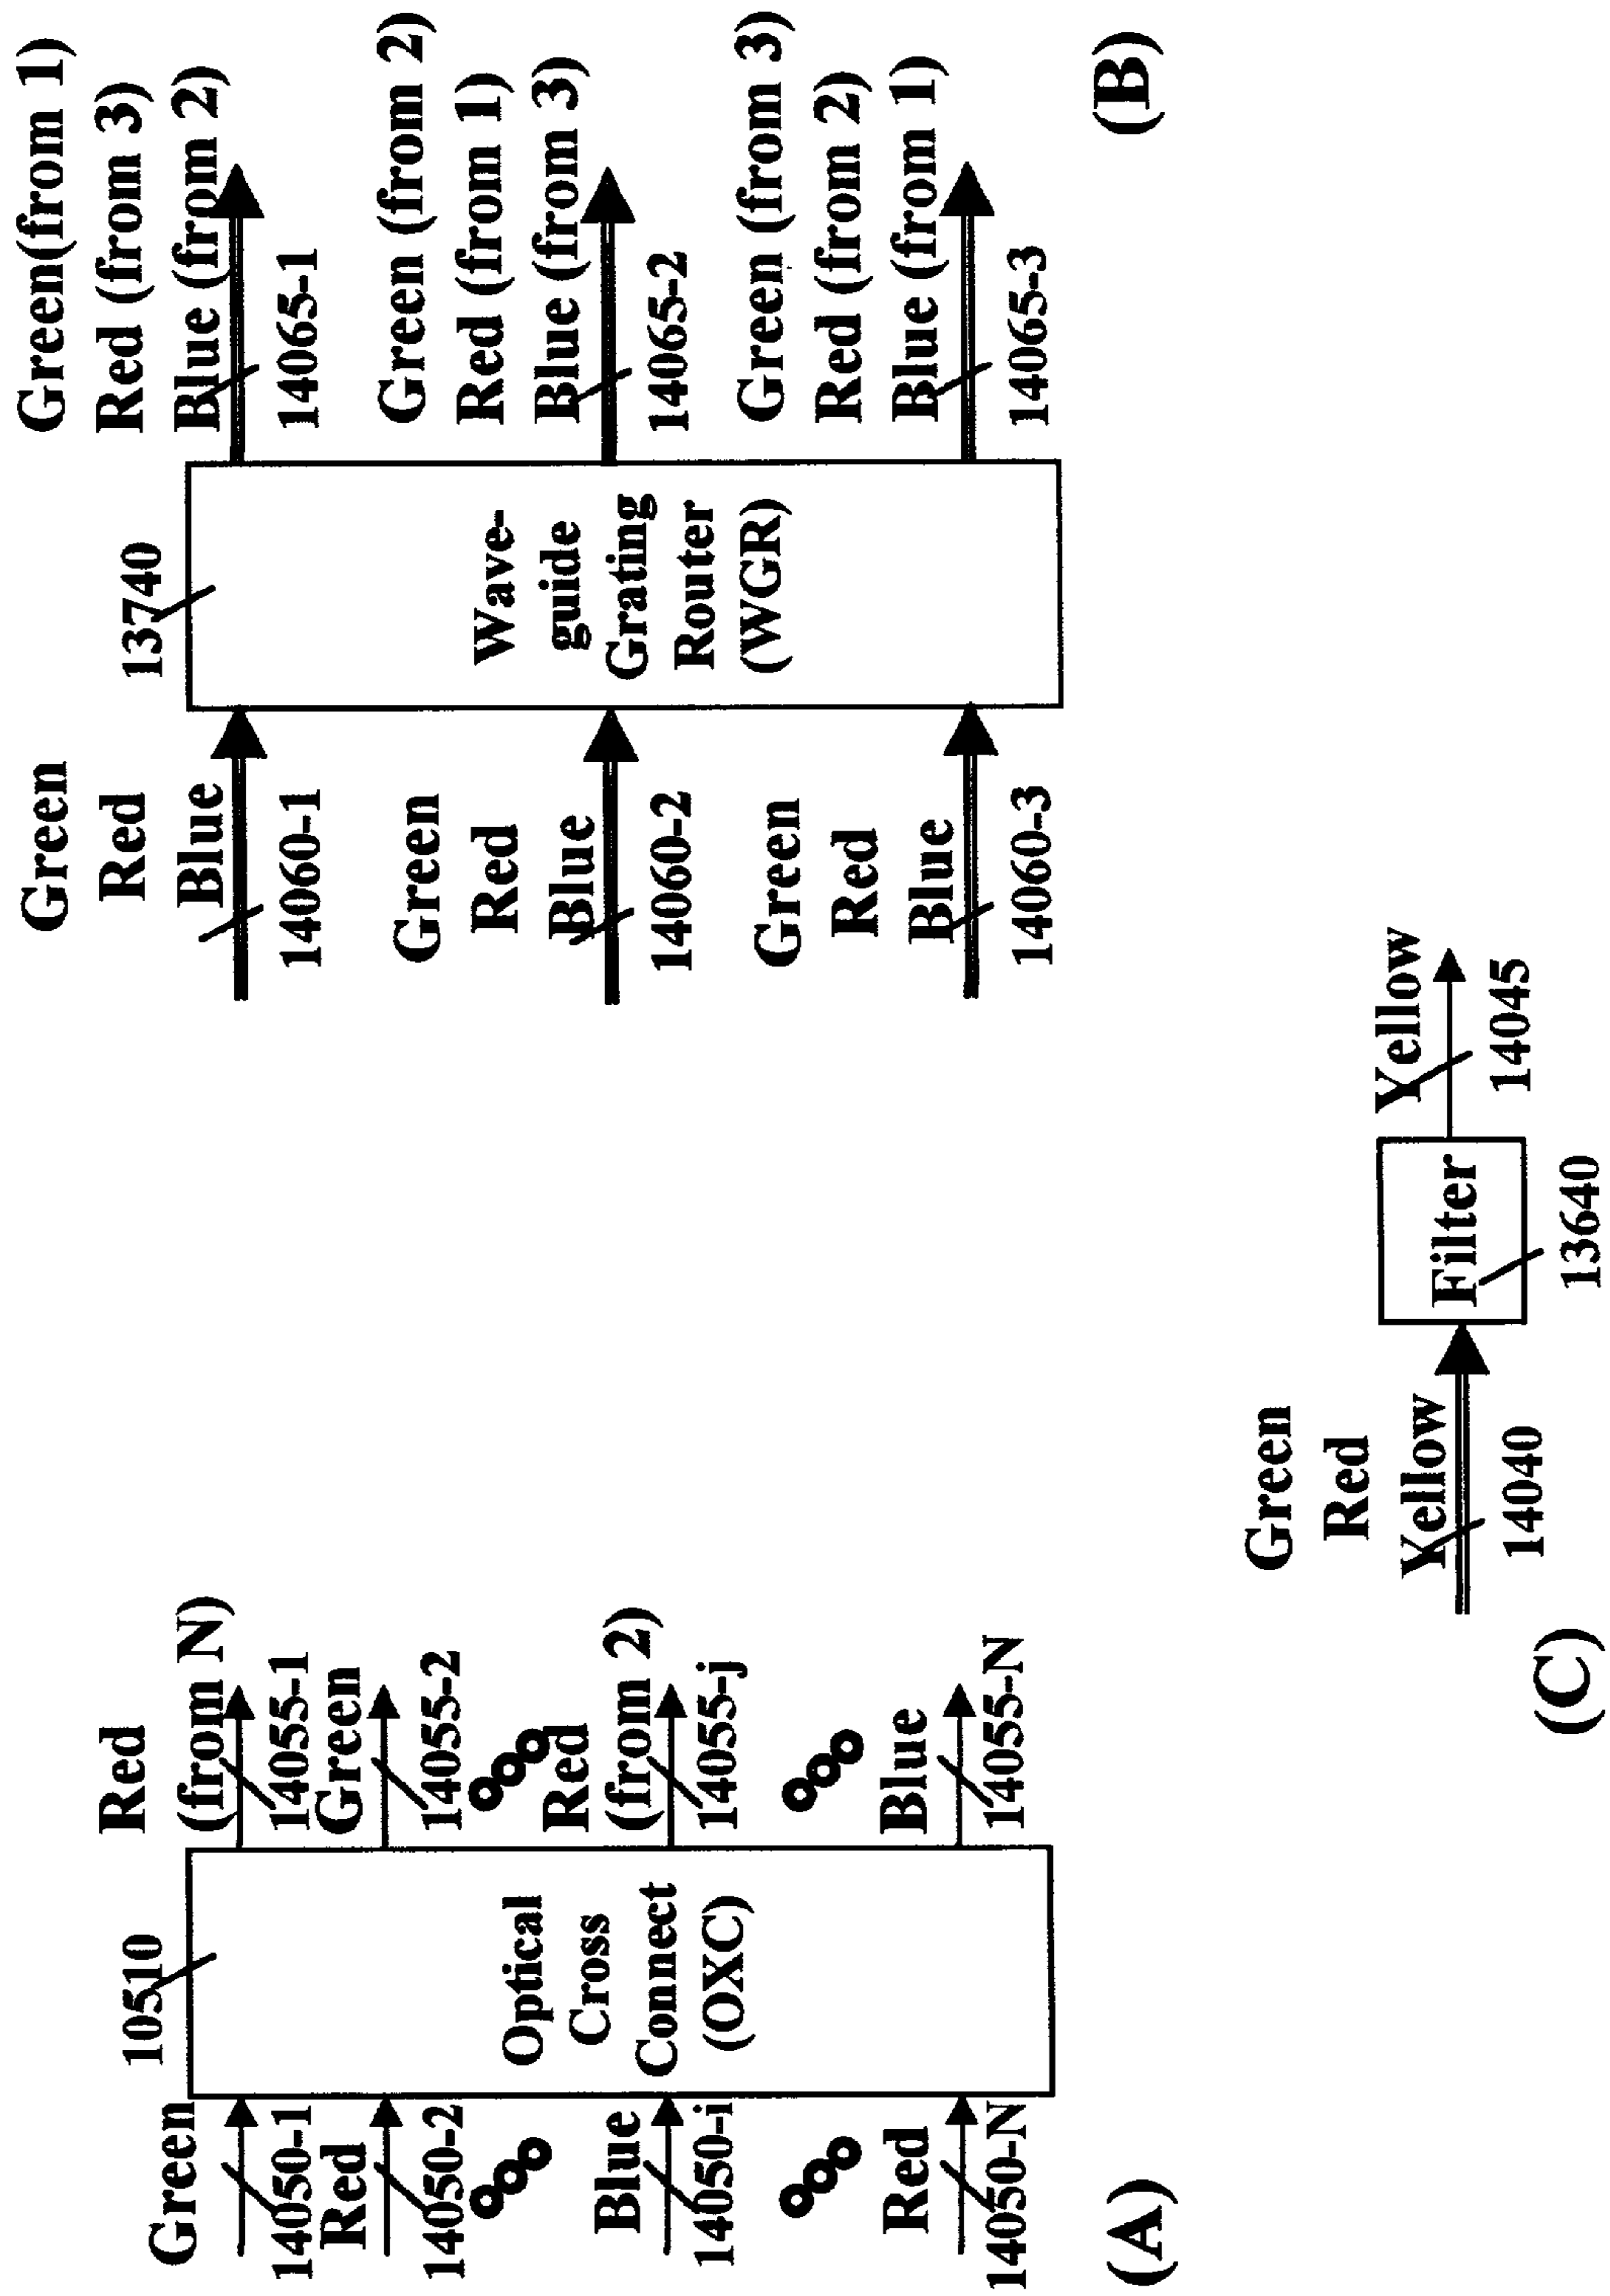 10510
Green
14050-1
Red
14050-2
Blue
14050-i
Red
14050-N
Optical
Cross
Connect
(OXC)
Red
(from N)
14055-1
Green
14055-2
Red
(from 2)
14055-j
Blue
14055-N
(A)
13740
Green
Red
Blue
14060-1
Green
Red
Blue
14060-2
Green
Red
Blue
14060-3
Wave-
guide
Grating
Router
(WGR)
Green(from 1)
Red (from 3)
Blue (from 2)
14065-1
Green (from 2)
Red (from 1)
Blue (from 3)
14065-2
Green (from 3)
Red (from 2)
Blue (from 1)
14065-3
(B)
Green
Red
Yellow
14040
Filter
13640
Yellow
14045
(C)